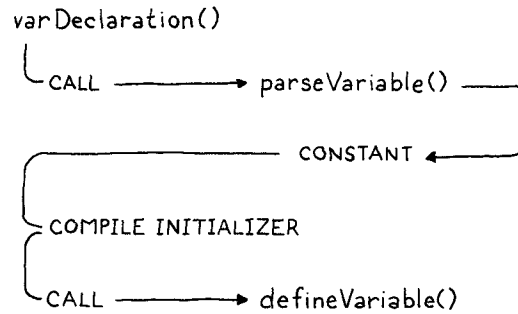 varDeclaration()
CALL parseVariable()
CONSTANT
COMPILE INITIALIZER
CALL defineVariable()